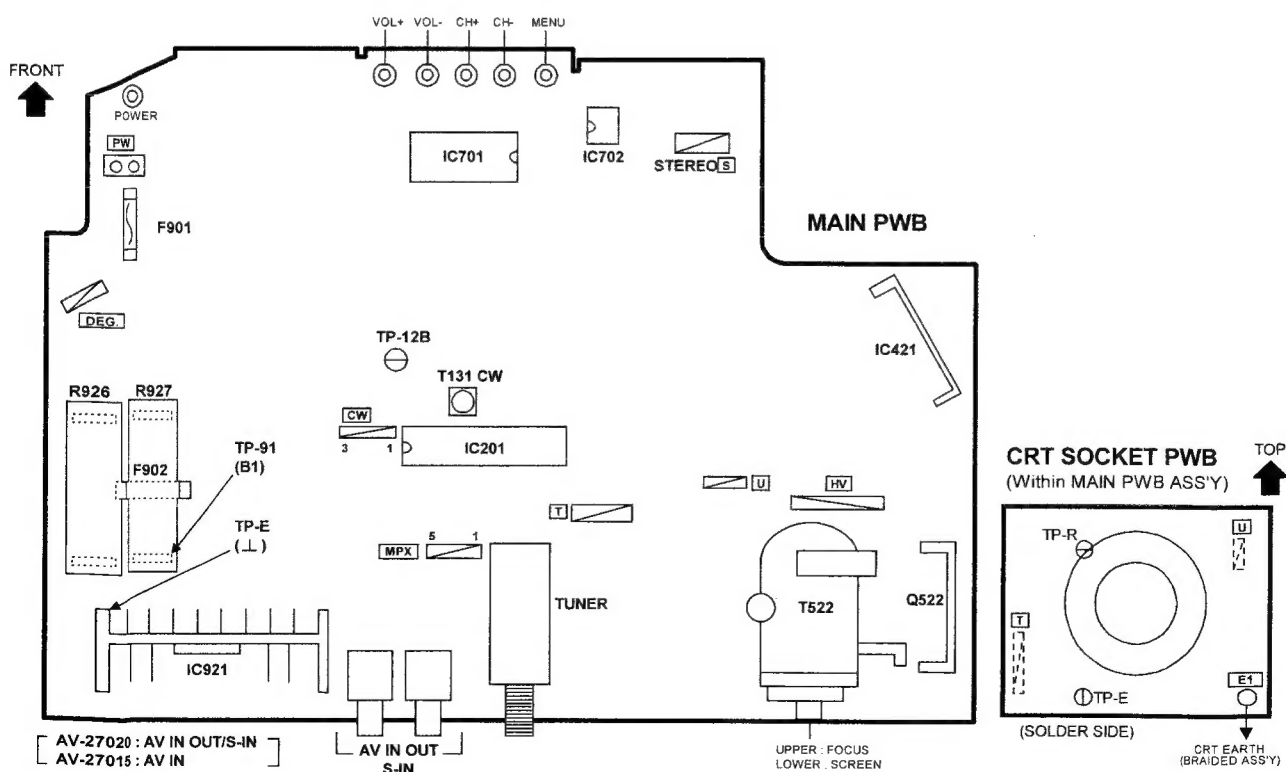 VOL+ VOL- CH+ CH- MENU
FRONT
POWER
PW
IC701
IC702
STEREO S
F901
MAIN PWB
DEG.
TP-12B
IC421
T131 CW
R926
R927
CW
3 1
IC201
TP-91
(B1)
F902
CRT SOCKET PWB
(Within MAIN PWB ASS'Y)
TOP
U
HV
T
TP-E
(⊥)
MPX
5 1
TP-R
U
TUNER
T522
Q522
T
IC921
E1
TP-E
(SOLDER SIDE)
AV-27020 : AV IN OUT/S-IN
AV-27015 : AV IN
AV IN OUT
S-IN
UPPER : FOCUS
LOWER . SCREEN
CRT EARTH
(BRAIDED ASS'Y)